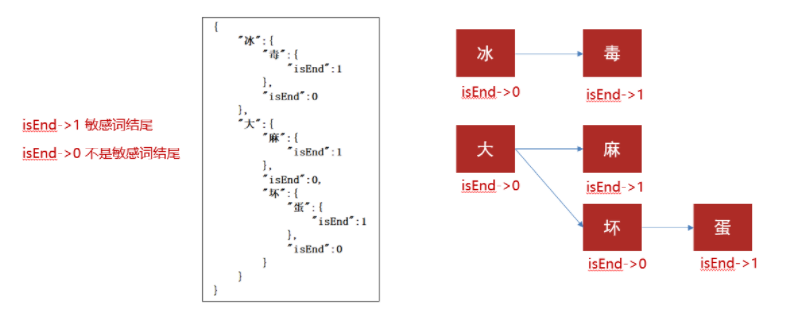 isEnd->1 敏感词结尾
isEnd->0 不是敏感词结尾
{
"冰":{
"毒":{
"isEnd":1
},
"isEnd":0
},
"大":{
"麻":{
"isEnd":1
},
"isEnd":0,
"坏":{
"蛋":{
"isEnd":1
},
"isEnd":0
}
}
}
冰 毒
isEnd->0 isEnd->1
大 麻
isEnd->0 isEnd->1
坏 蛋
isEnd->0 isEnd->1